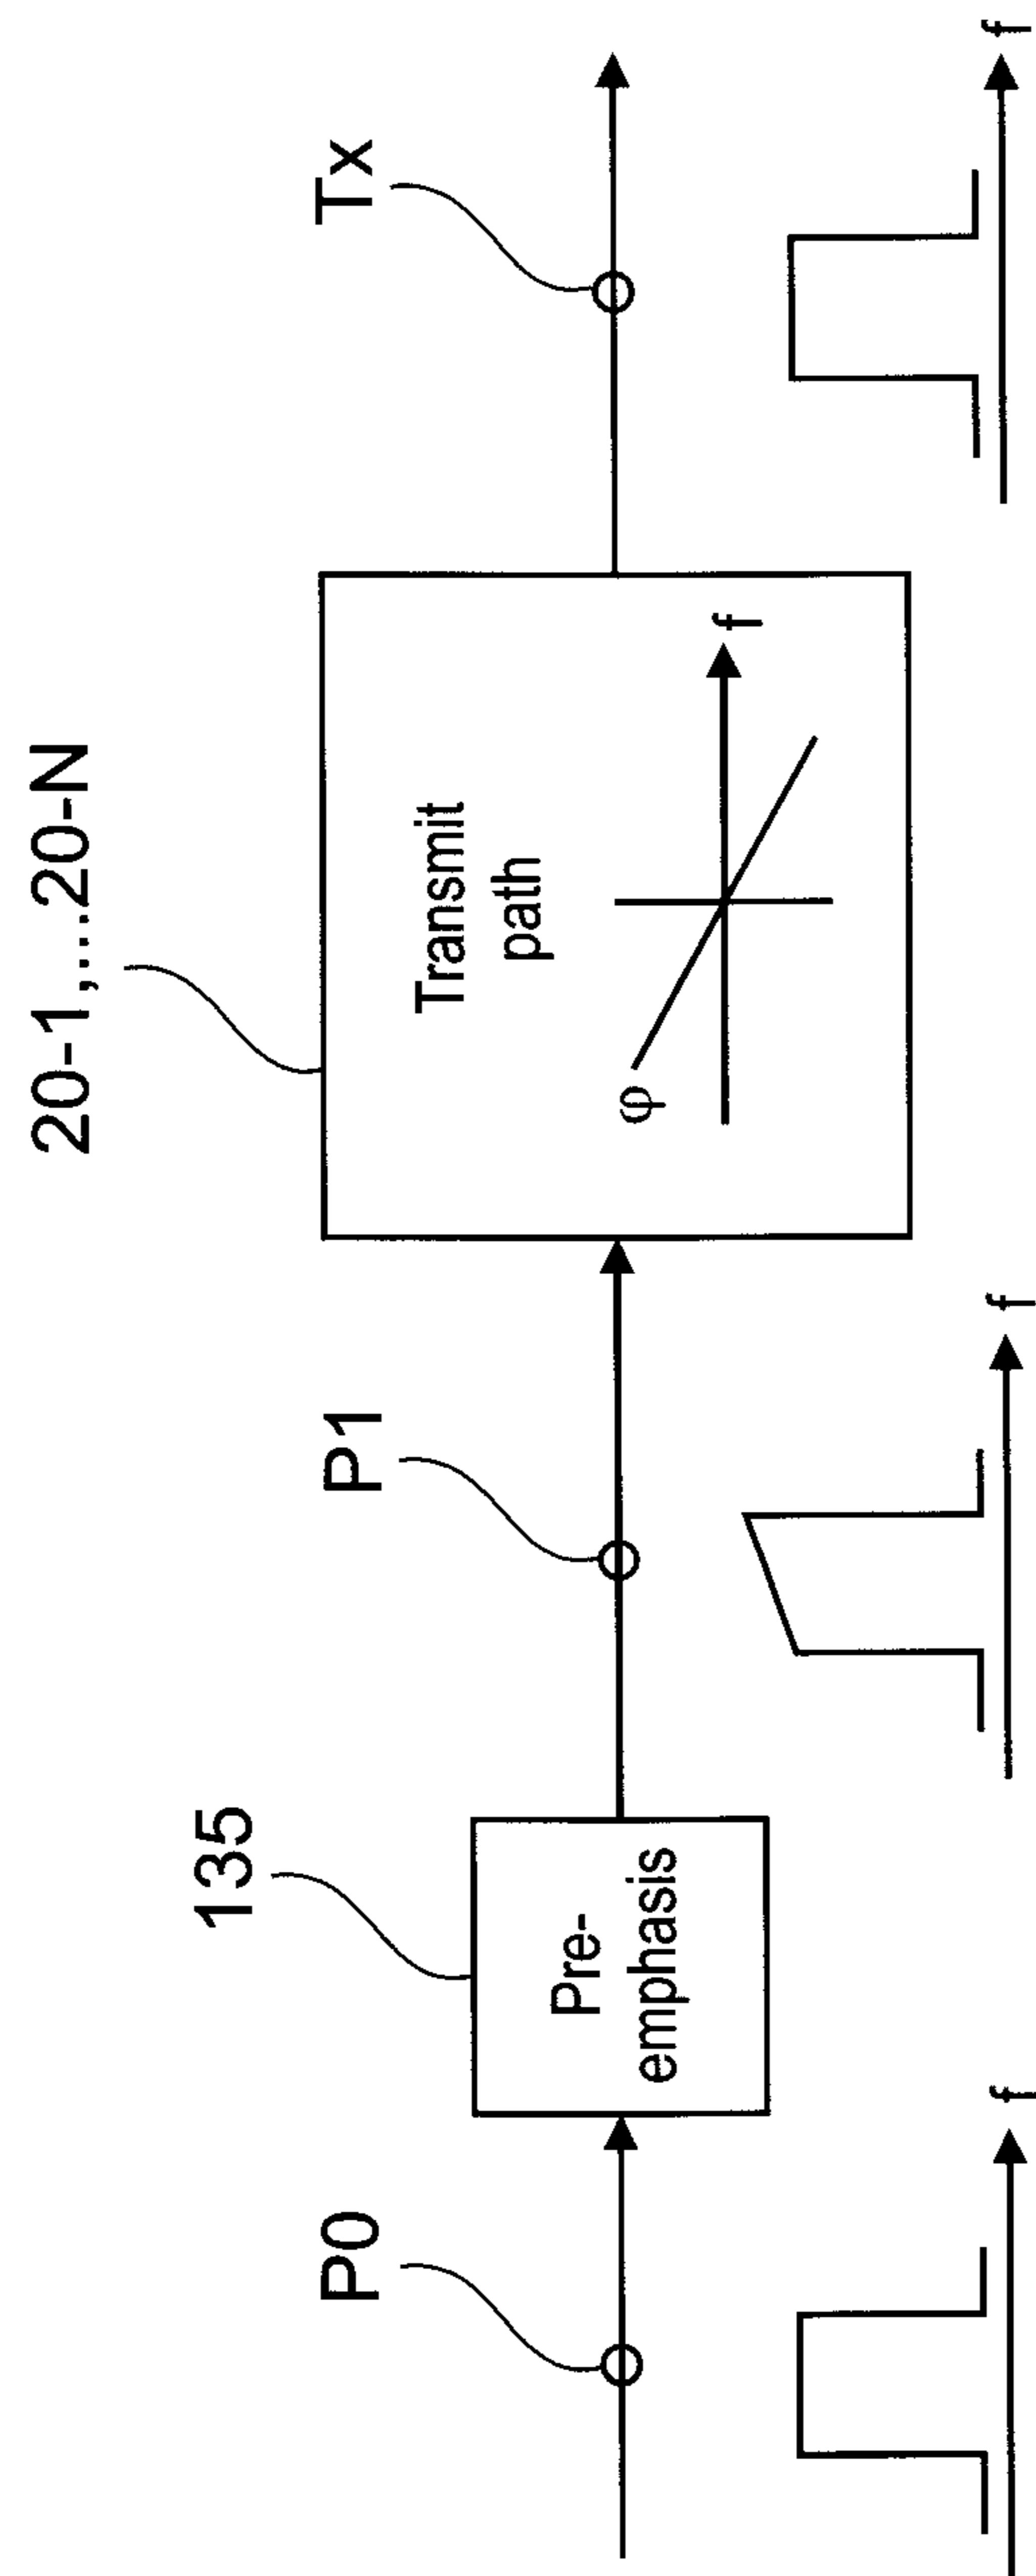 20-1,...20-N
135
P0
P1
Tx
Pre-
emphasis
Transmit
path
φ
f
f
f
f